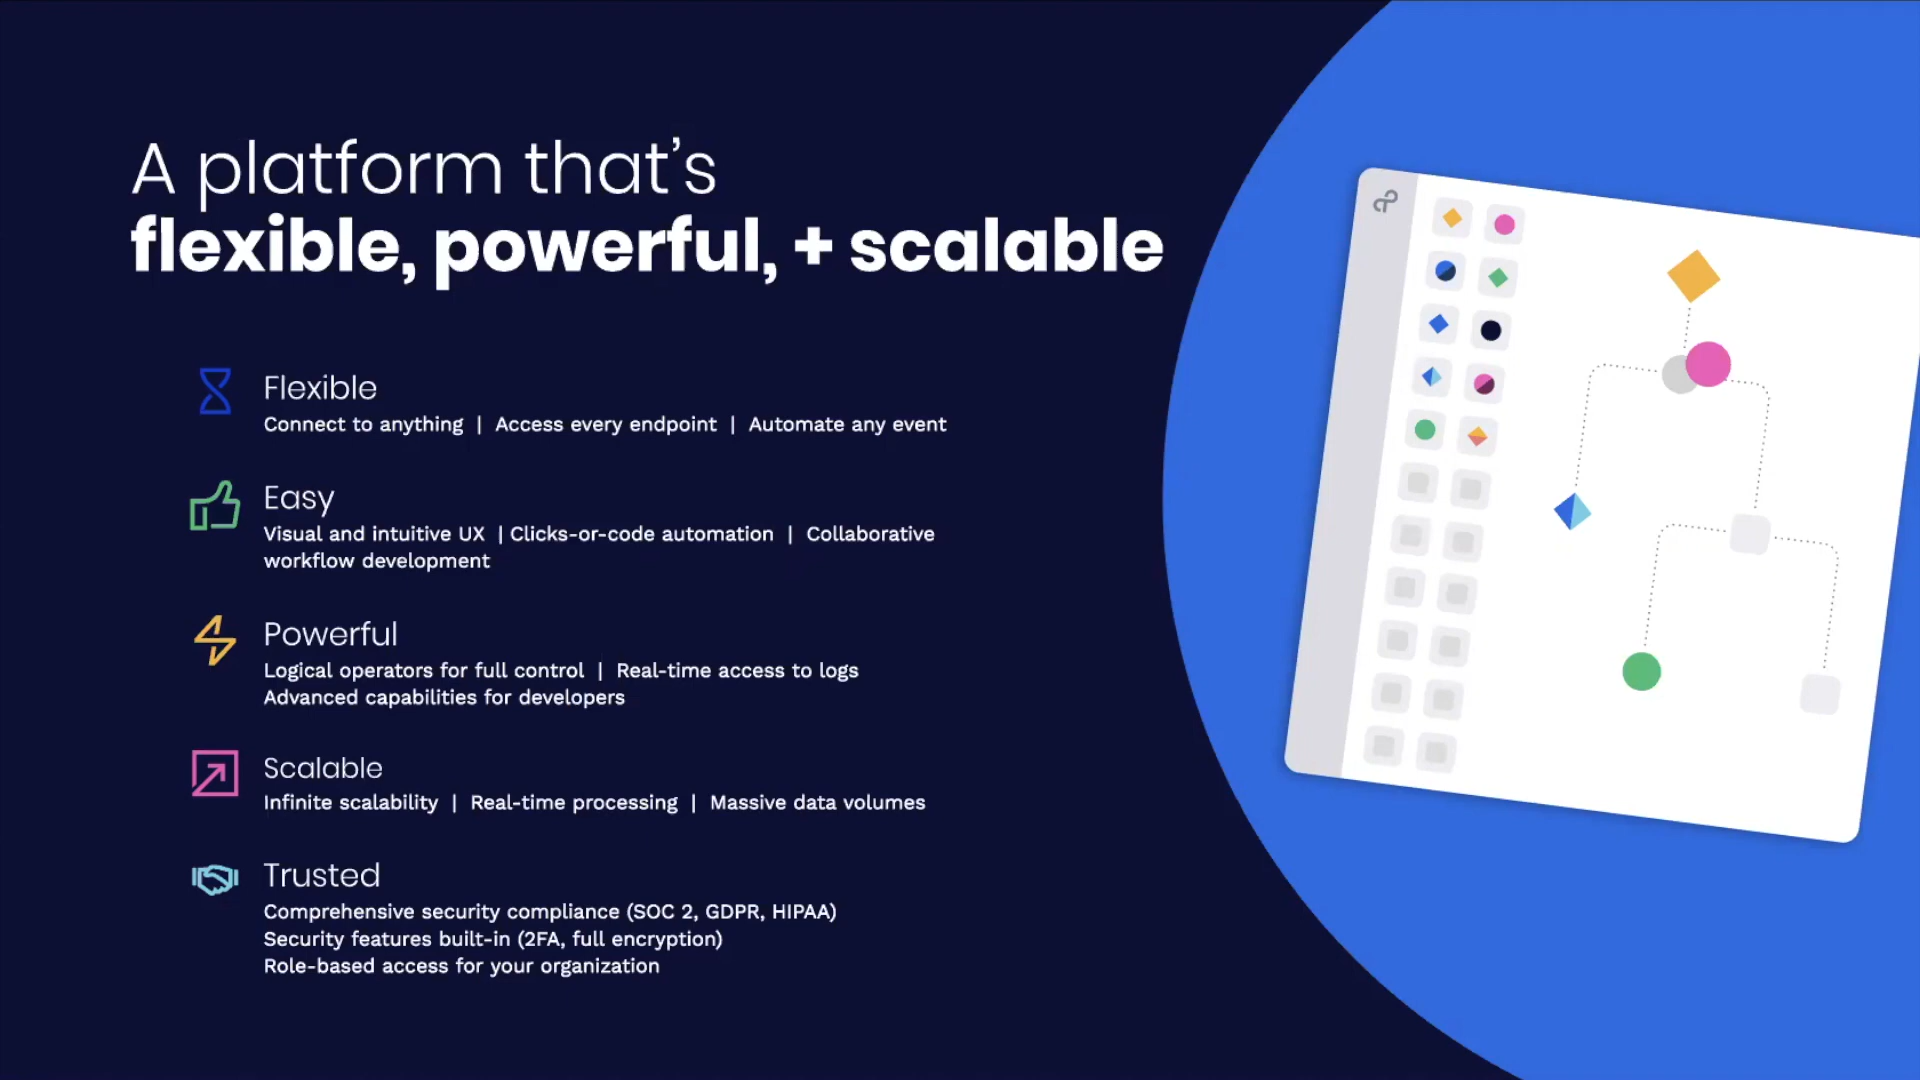 A platform that’s
flexible, powerful, + scalable
Flexible
Connect to anything | Access every endpoint | Automate any event
Easy
Visual and intuitive UX | Clicks-or-code automation | Collaborative
workflow development
Powerful
Logical operators for full control | Real-time access to logs
Advanced capabilities for developers
Scalable
Infinite scalability | Real-time processing | Massive data volumes
Trusted
Comprehensive security compliance (SOC 2, GDPR, HIPAA)
Security features built-in (2FA, full encryption)
Role-based access for your organization